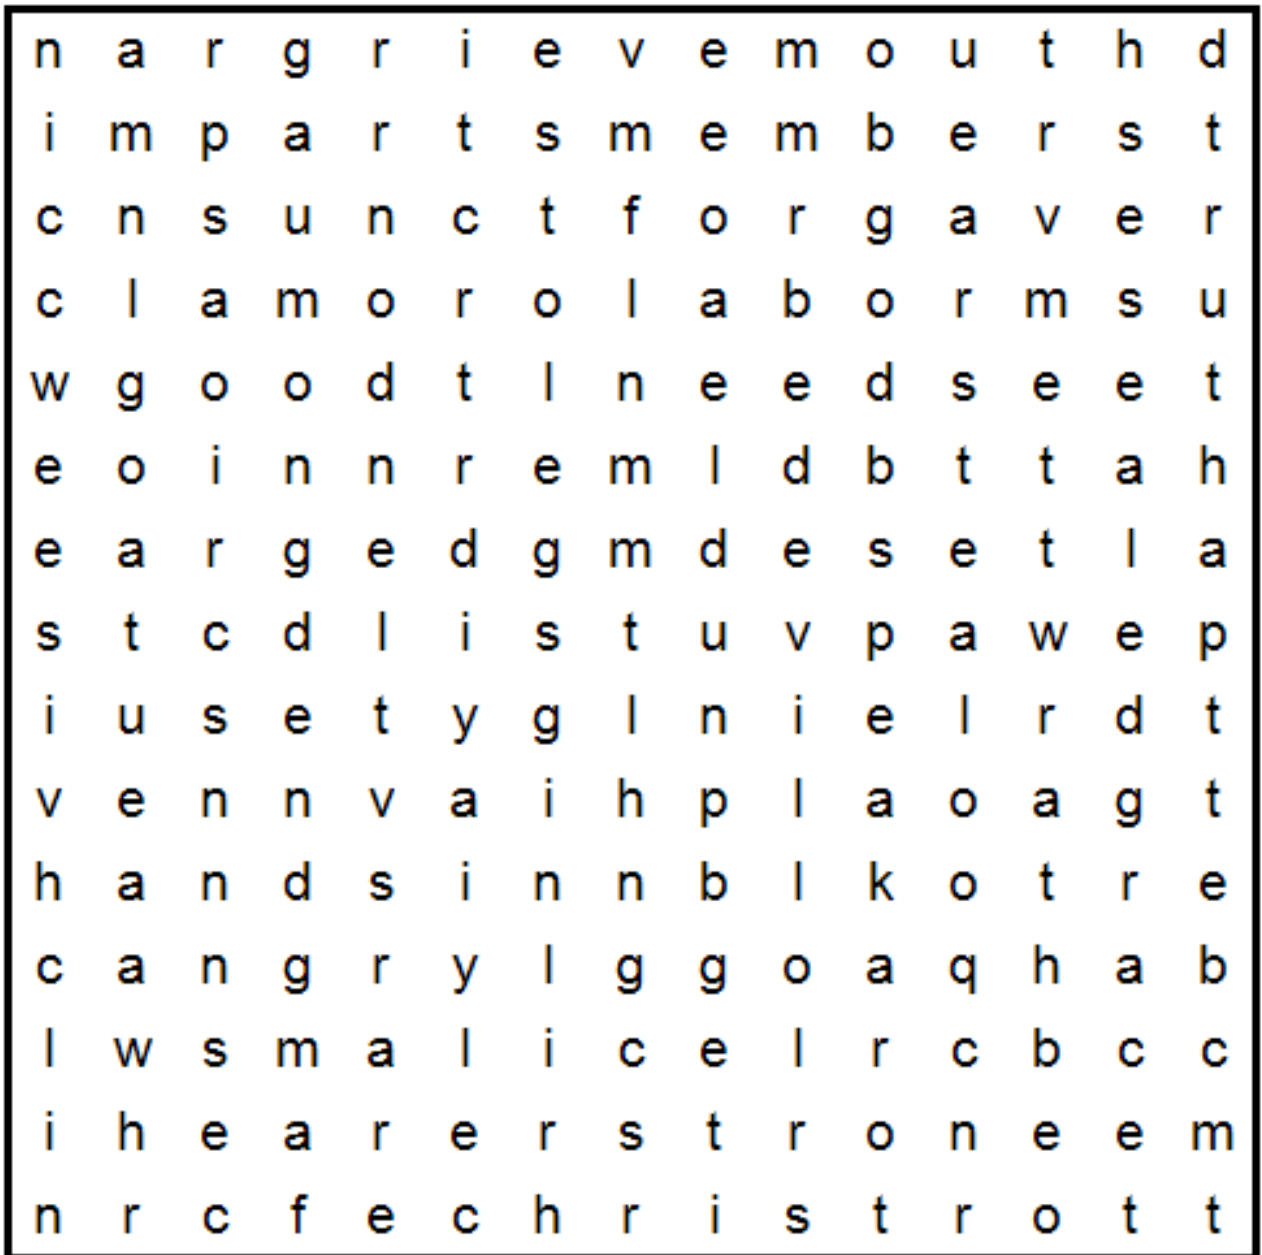 n a r g r i e v e m o u t h d
i m p a r t s m e m b e r s t
c n s u n c t f o r g a v e r
c l a m o r o l a b o r m s u
w g o o d t l n e e d s e e t
e o i n n r e m l d b t t a h
e a r g e d g m d e s e t l a
s t c d l i s t u v p a w e p
i u s e t y g l n i e l r d t
v e n n v a i h p l a o a g t
h a n d s i n n b l k o t r e
c a n g r y l g g o a q h a b
l w s m a l i c e l r c b c c
i h e a r e r s t r o n e e m
n r c f e c h r i s t r o t t